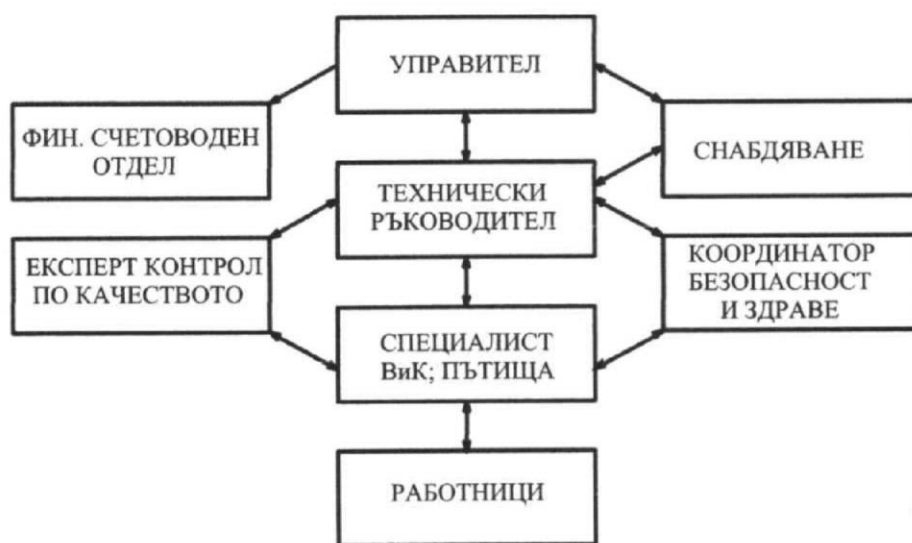 УПРАВИТЕЛ
ФИН. СЧЕТОВОДЕН
ОТДЕЛ
СНАБДЯВАНЕ
ТЕХНИЧЕСКИ
РЪКОВОДИТЕЛ
ЕКСПЕРТ КОНТРОЛ
ПО КАЧЕСТВОТО
КООРДИНАТОР
БЕЗОПАСНОСТ
И ЗДРАВЕ
СПЕЦИАЛИСТ
ВиК; ПЪТИЩА
РАБОТНИЦИ